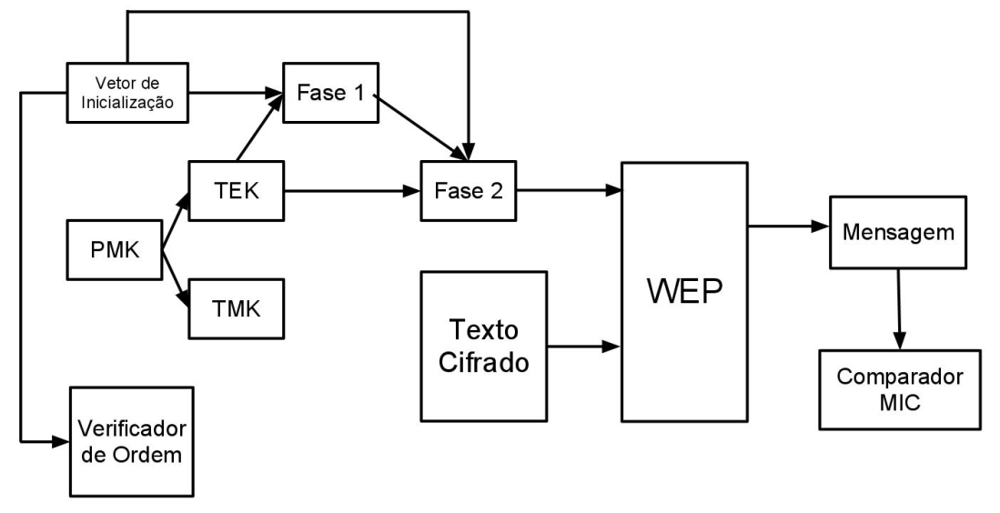 Vetor de
Inicialização
Fase 1
TEK
Fase 2
PMK
TMK
Mensagem
WEP
Texto
Cifrado
Comparador
MIC
Verificador
de Ordem